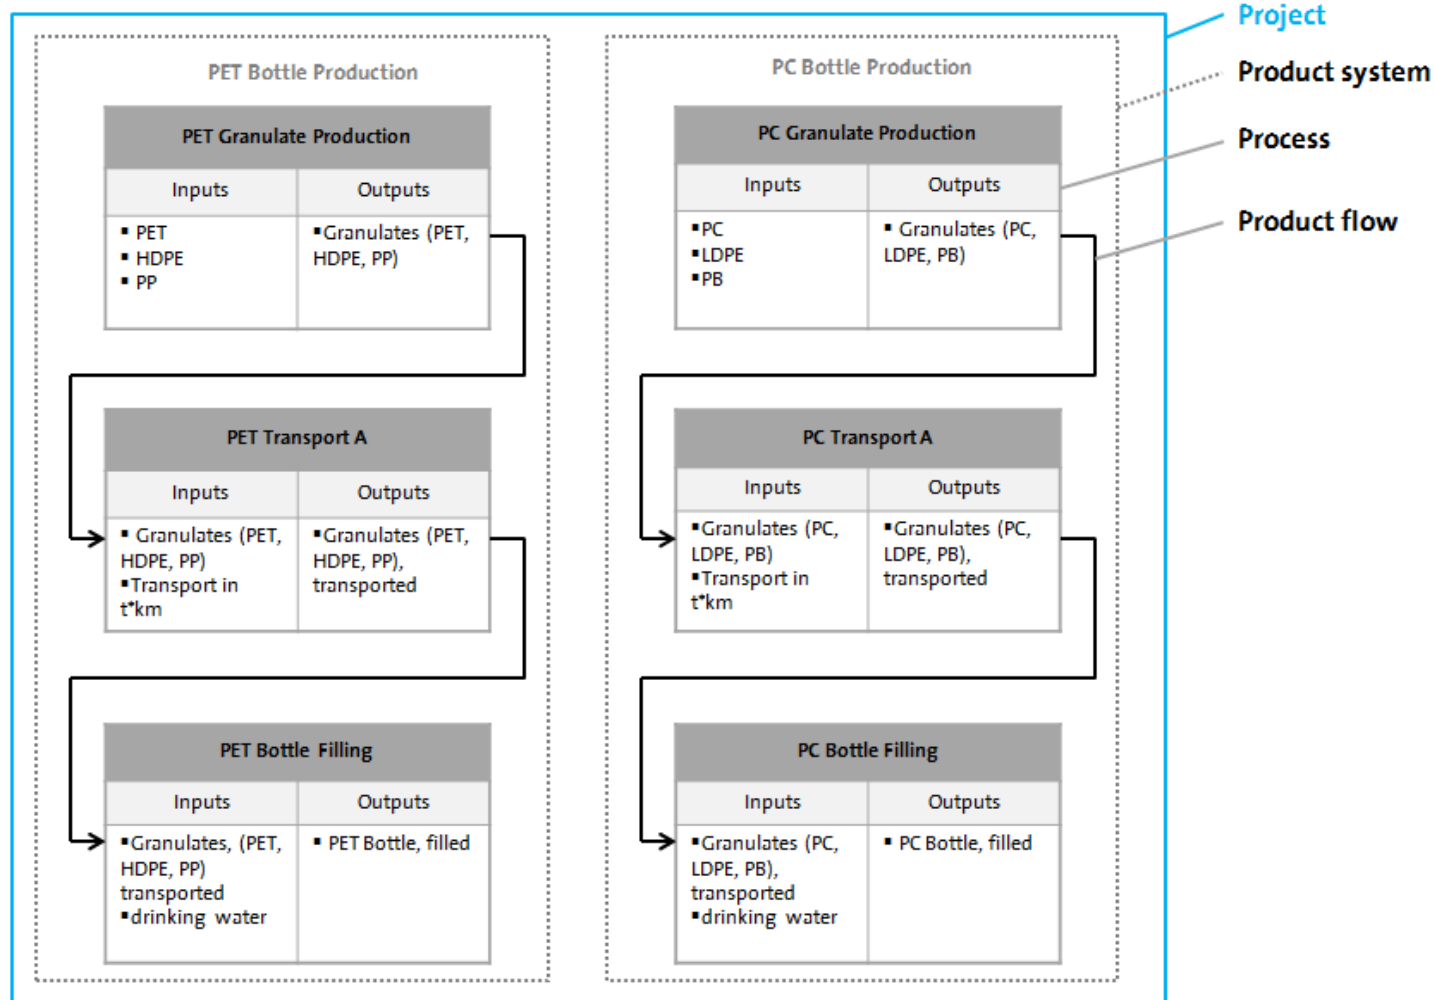 Project
Product system
Process
Product flow
PET Bottle Production
PET Granulate Production
Inputs
Outputs
▪ PET
▪ HDPE
▪ PP
▪Granulates (PET,
HDPE, PP)
PET Transport A
Inputs
Outputs
▪ Granulates (PET,
HDPE, PP)
▪Transport in
t*km
▪Granulates (PET,
HDPE, PP),
transported
PET Bottle Filling
Inputs
Outputs
▪Granulates, (PET,
HDPE, PP)
transported
▪drinking water
▪ PET Bottle, filled
PC Bottle Production
PC Granulate Production
Inputs
Outputs
▪PC
▪LDPE
▪PB
▪ Granulates (PC,
LDPE, PB)
PC Transport A
Inputs
Outputs
▪Granulates (PC,
LDPE, PB)
▪Transport in
t*km
▪Granulates (PC,
LDPE, PB),
transported
PC Bottle Filling
Inputs
Outputs
▪Granulates (PC,
LDPE, PB),
transported
▪drinking water
▪ PC Bottle, filled